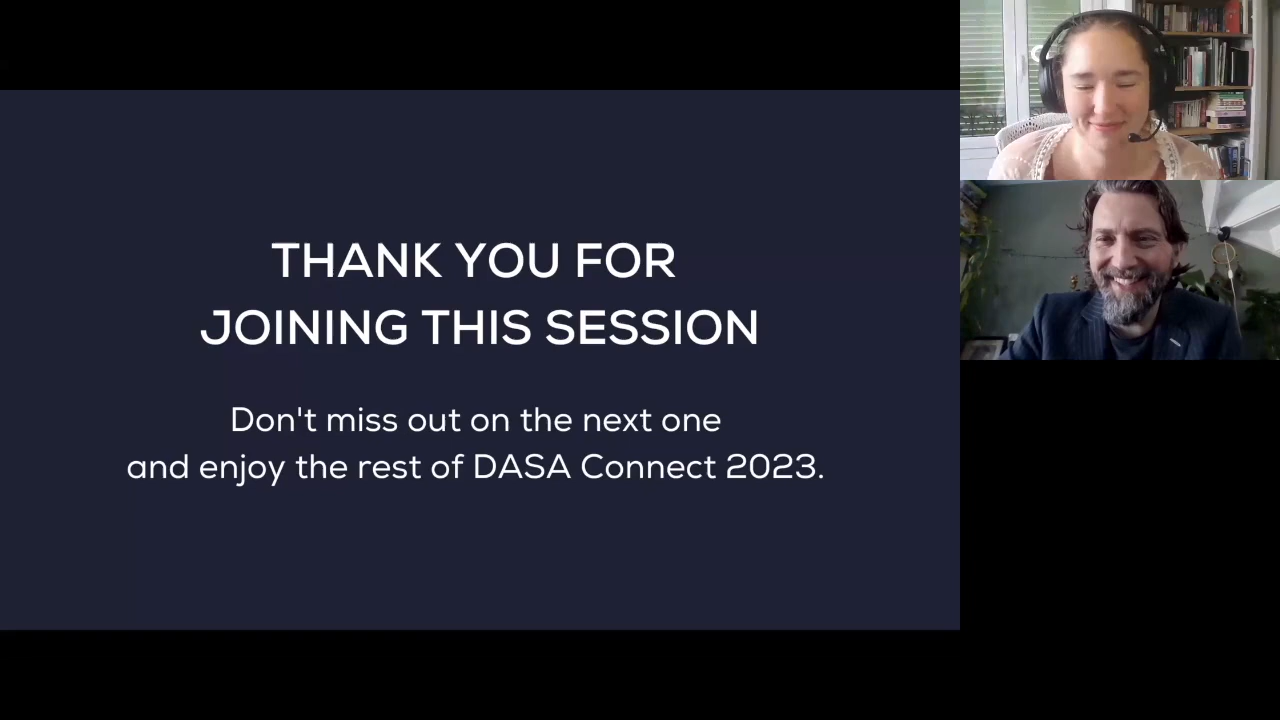 THANK YOU FOR
JOINING THIS SESSION
Don't miss out on the next one
and enjoy the rest of DASA Connect 2023.